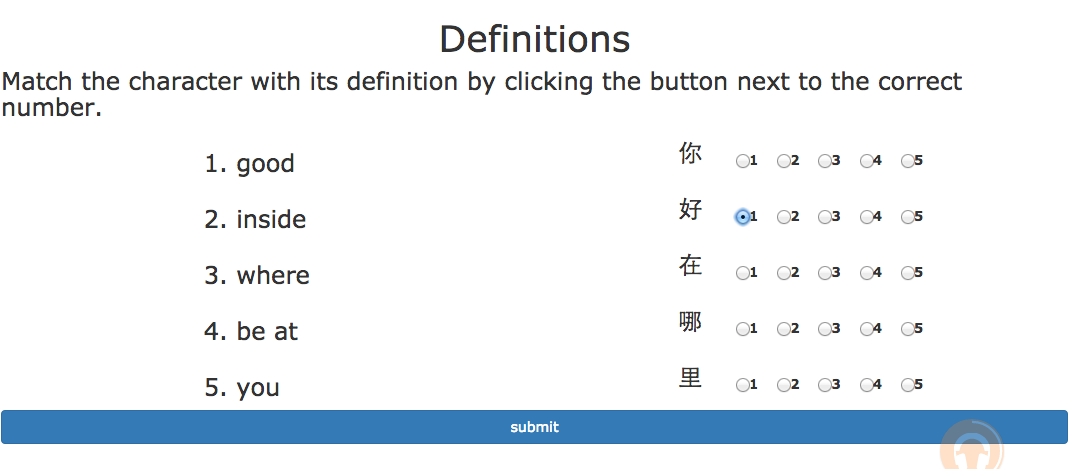 Definitions
Match the character with its definition by clicking the button next to the correct
number.
1. good 你 1 2 3 4 5
2. inside 好 1 2 3 4 5
3. where 在 1 2 3 4 5
4. be at 哪 1 2 3 4 5
5. you 里 1 2 3 4 5
submit